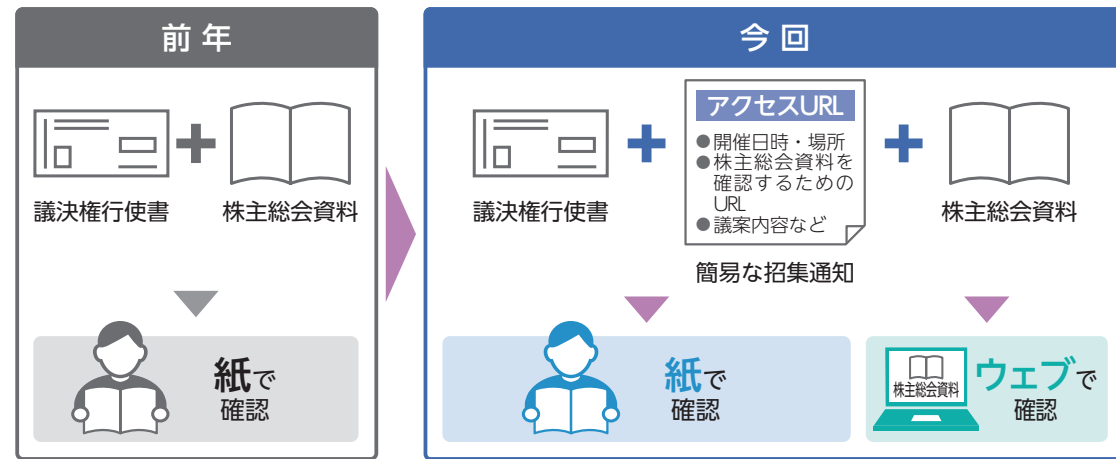 前年
議決権行使書
株主総会資料
紙で
確認
今回
議決権行使書
アクセスURL
●開催日時・場所
●株主総会資料を
確認するための
URL
●議案内容など
簡易な招集通知
株主総会資料
紙で
確認
株主総会資料
ウェブで
確認